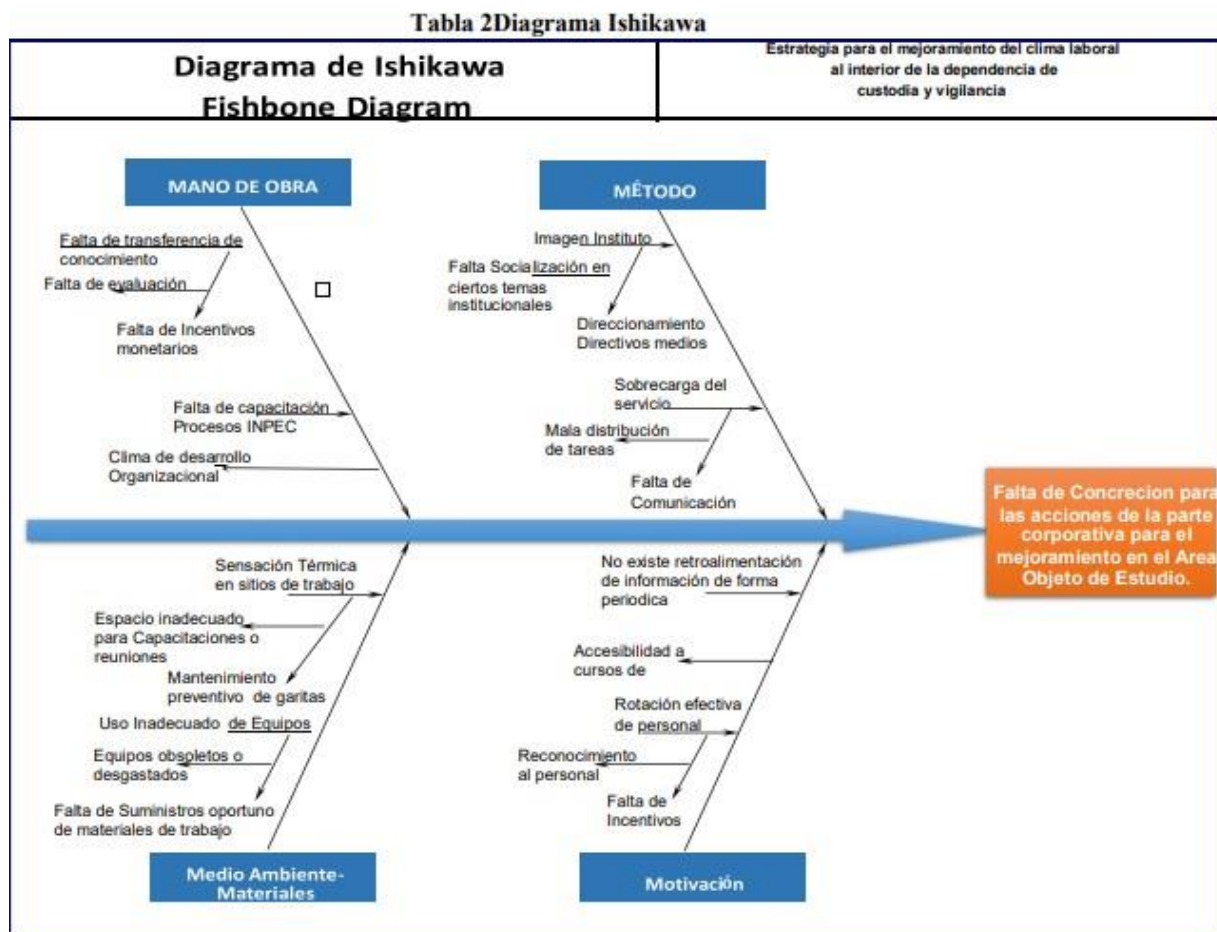 Tabla 2Diagrama Ishikawa
Diagrama de Ishikawa
Fishbone Diagram
Estrategia para el mejoramiento del clima laboral
al interior de la dependencia de
custodia y vigilancia
MANO DE OBRA
Falta de transferencia de
conocimiento
Falta de evaluación
Falta de Incentivos
monetarios
Falta de capacitación
Procesos INPEC
Clima de desarrollo
Organizacional
MÉTODO
Imagen Instituto
Falta Socialización en
ciertos temas
institucionales
Direccionamiento
Directivos medios
Sobrecarga del
servicio
Mala distribución
de tareas
Falta de
Comunicación
Falta de Concrecion para
las acciones de la parte
corporativa para el
mejoramiento en el Area
Objeto de Estudio.
Sensación Térmica
en sitios de trabajo
Espacio inadecuado
para Capacitaciones o
reuniones
Mantenimiento
preventivo de garitas
Uso Inadecuado de Equipos
Equipos obsoletos o
desgastados
Falta de Suministros oportuno
de materiales de trabajo
Medio Ambiente-
Materiales
No existe retroalimentación
de información de forma
periodica
Accesibilidad a
cursos de
Rotación efectiva
de personal
Reconocimiento
al personal
Falta de
Incentivos
Motivación